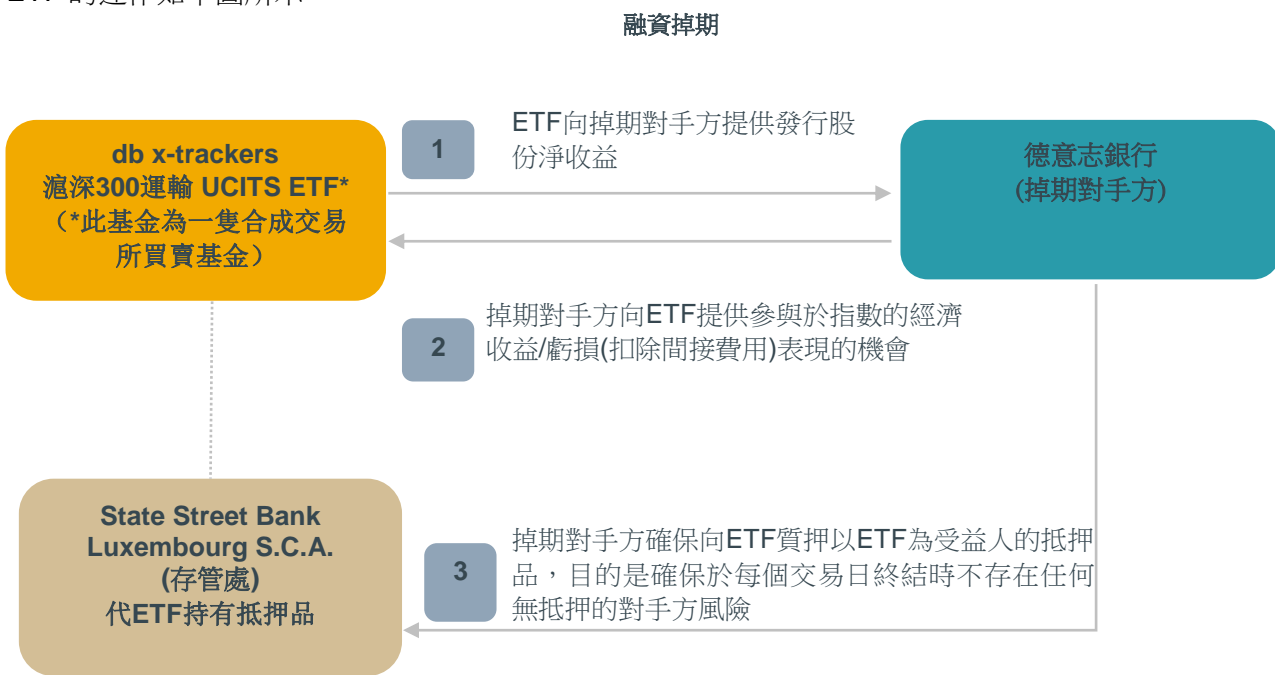 融資掉期
db x-trackers
滬深300運輸 UCITS ETF*
（*此基金為一隻合成交易
所買賣基金）
1
ETF向掉期對手方提供發行股
份淨收益
德意志銀行
(掉期對手方)
2
掉期對手方向ETF提供參與於指數的經濟
收益/虧損(扣除間接費用)表現的機會
State Street Bank
Luxembourg S.C.A.
(存管處)
代ETF持有抵押品
3
掉期對手方確保向ETF質押以ETF為受益人的抵押
品，目的是確保於每個交易日終結時不存在任何
無抵押的對手方風險